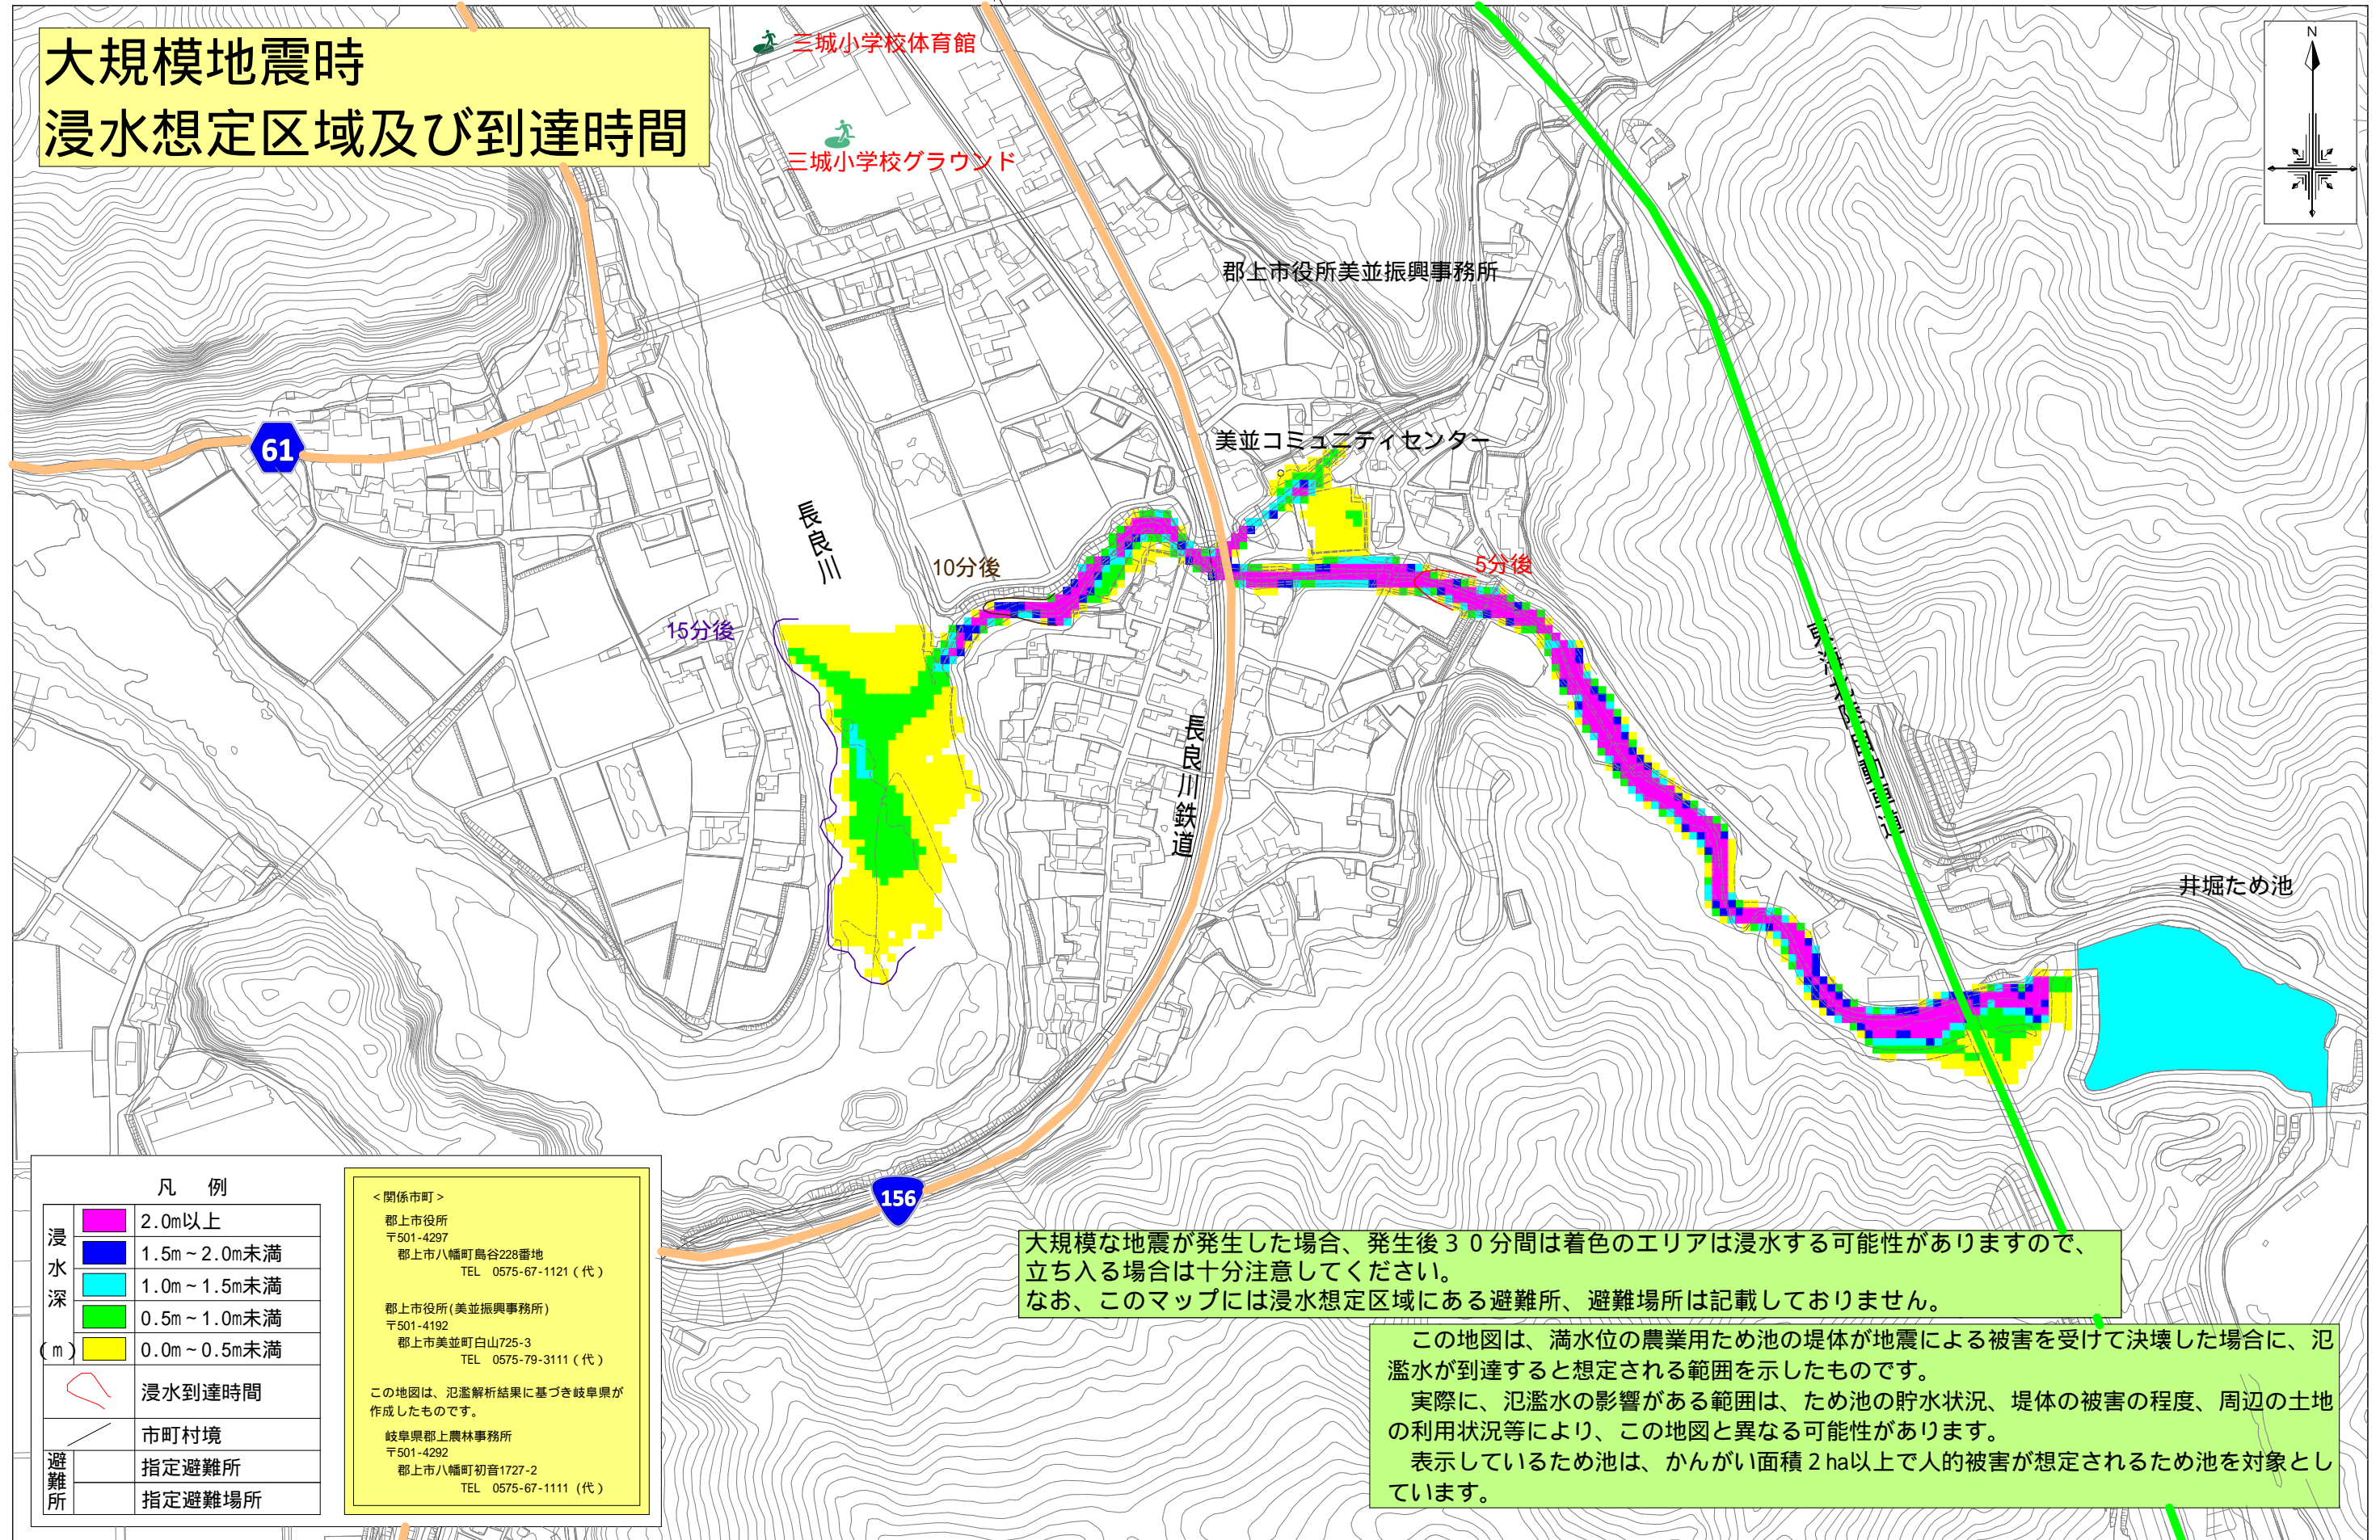 大規模地震時
浸水想定区域及び到達時間
三城小学校体育館
三城小学校グラウンド
N
郡上市役所美並振興事務所
61
美並コミュニティセンター
長良川
10分後
5分後
15分後
長良川鉄道
井堀ため池
156
凡 例
浸水深(m)
2.0m以上
1.5m~2.0m未満
1.0m~1.5m未満
0.5m~1.0m未満
0.0m~0.5m未満
浸水到達時間
市町村境
避難所
指定避難所
指定避難場所
<関係市町>
郡上市役所
〒501-4297
郡上市八幡町島谷228番地
TEL 0575-67-1121(代)
郡上市役所(美並振興事務所)
〒501-4192
郡上市美並町白山725-3
TEL 0575-79-3111(代)
この地図は、氾濫解析結果に基づき岐阜県が
作成したものです。
岐阜県郡上農林事務所
〒501-4292
郡上市八幡町初音1727-2
TEL 0575-67-1111(代)
大規模な地震が発生した場合、発生後30分間は着色のエリアは浸水する可能性がありますので、
立ち入る場合は十分注意してください。
なお、このマップには浸水想定区域にある避難所、避難場所は記載しておりません。
この地図は、満水位の農業用ため池の堤体が地震による被害を受けて決壊した場合に、氾
濫水が到達すると想定される範囲を示したものです。
実際に、氾濫水の影響がある範囲は、ため池の貯水状況、堤体の被害の程度、周辺の土地
の利用状況等により、この地図と異なる可能性があります。
表示しているため池は、かんがい面積2ha以上で人的被害が想定されるため池を対象とし
ています。